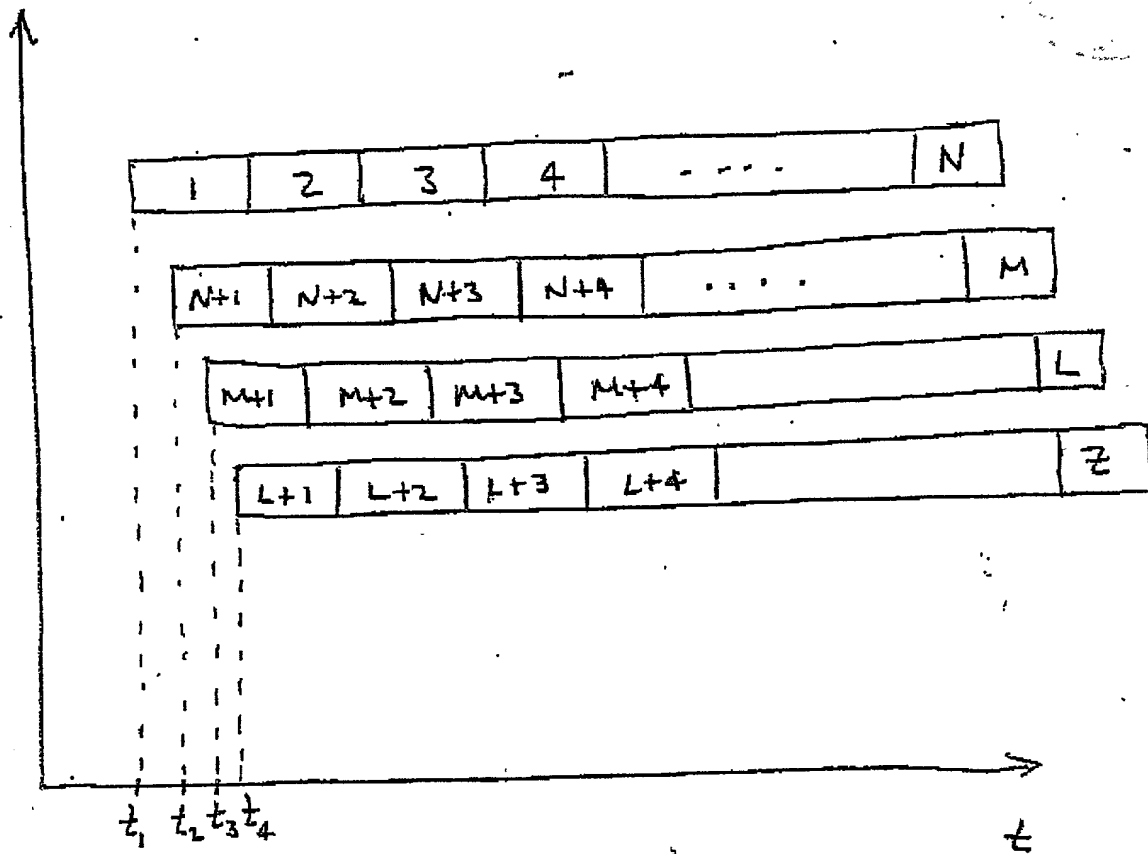 1 2 3 4 ---- N
N+1 N+2 N+3 N+4 .... M
M+1 M+2 M+3 M+4 L
L+1 L+2 L+3 L+4 Z
t1 t2 t3 t4 t